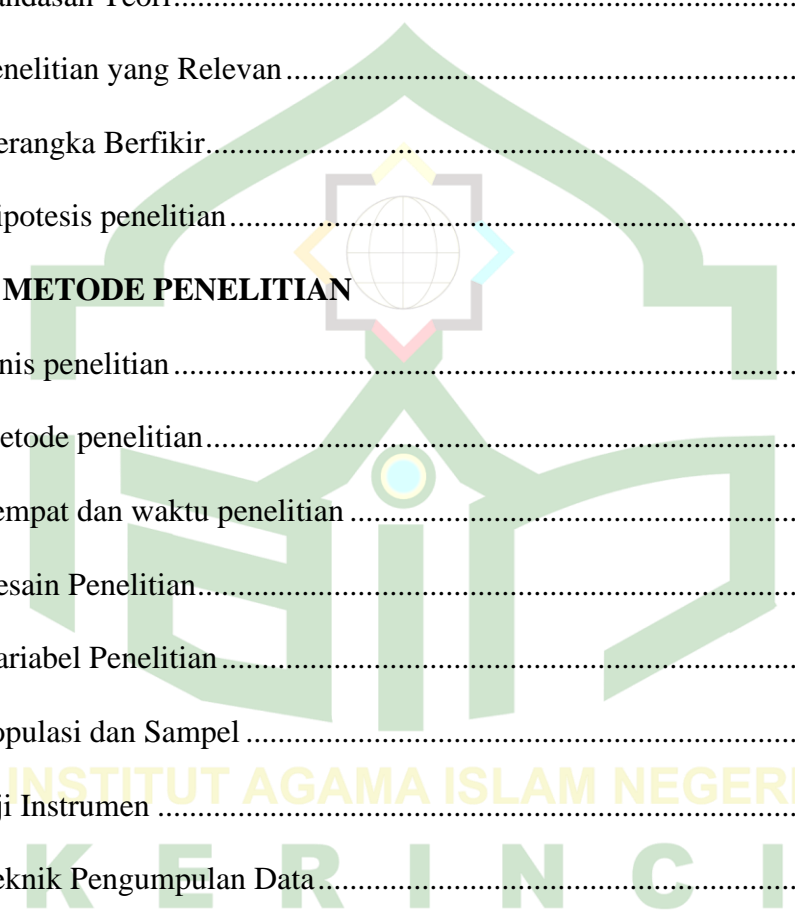 andasan Teori
enelitian yang Relevan
erangka Berfikir
ipotesis penelitian
METODE PENELITIAN
nis penelitian
etode penelitian
empat dan waktu penelitian
esain Penelitian
ariabel Penelitian
opulasi dan Sampel
INSTITUT AGAMA ISLAM NEGERI
ji Instrumen
eknik Pengumpulan Data
KERINCI